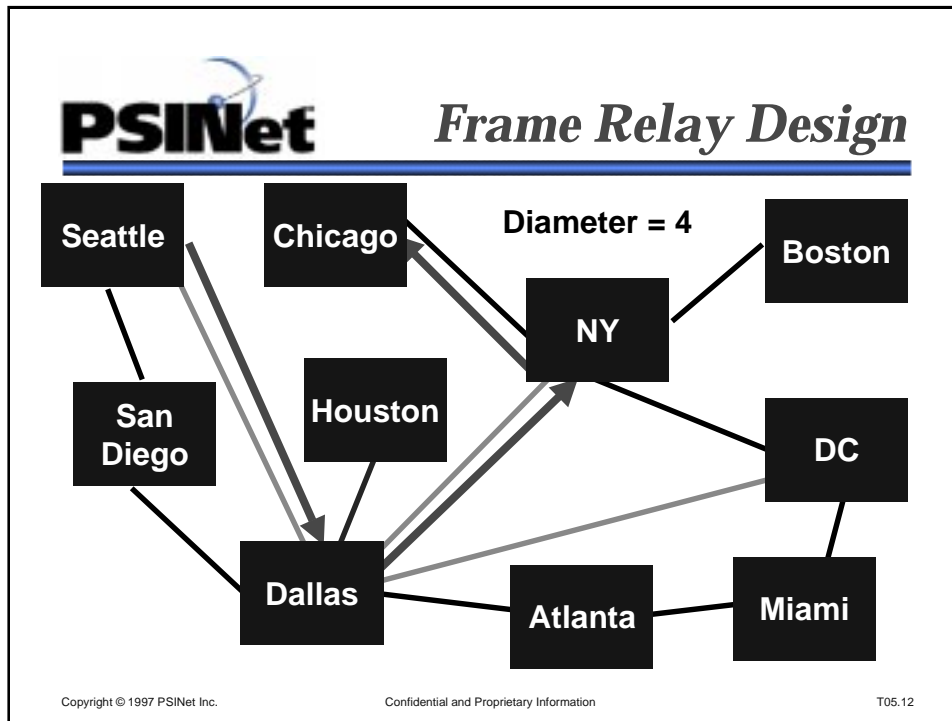 PSINet
Frame Relay Design
Seattle
Chicago
Diameter = 4
Boston
NY
San
Diego
Houston
DC
Dallas
Atlanta
Miami
Copyright © 1997 PSINet Inc.
Confidential and Proprietary Information
T05.12